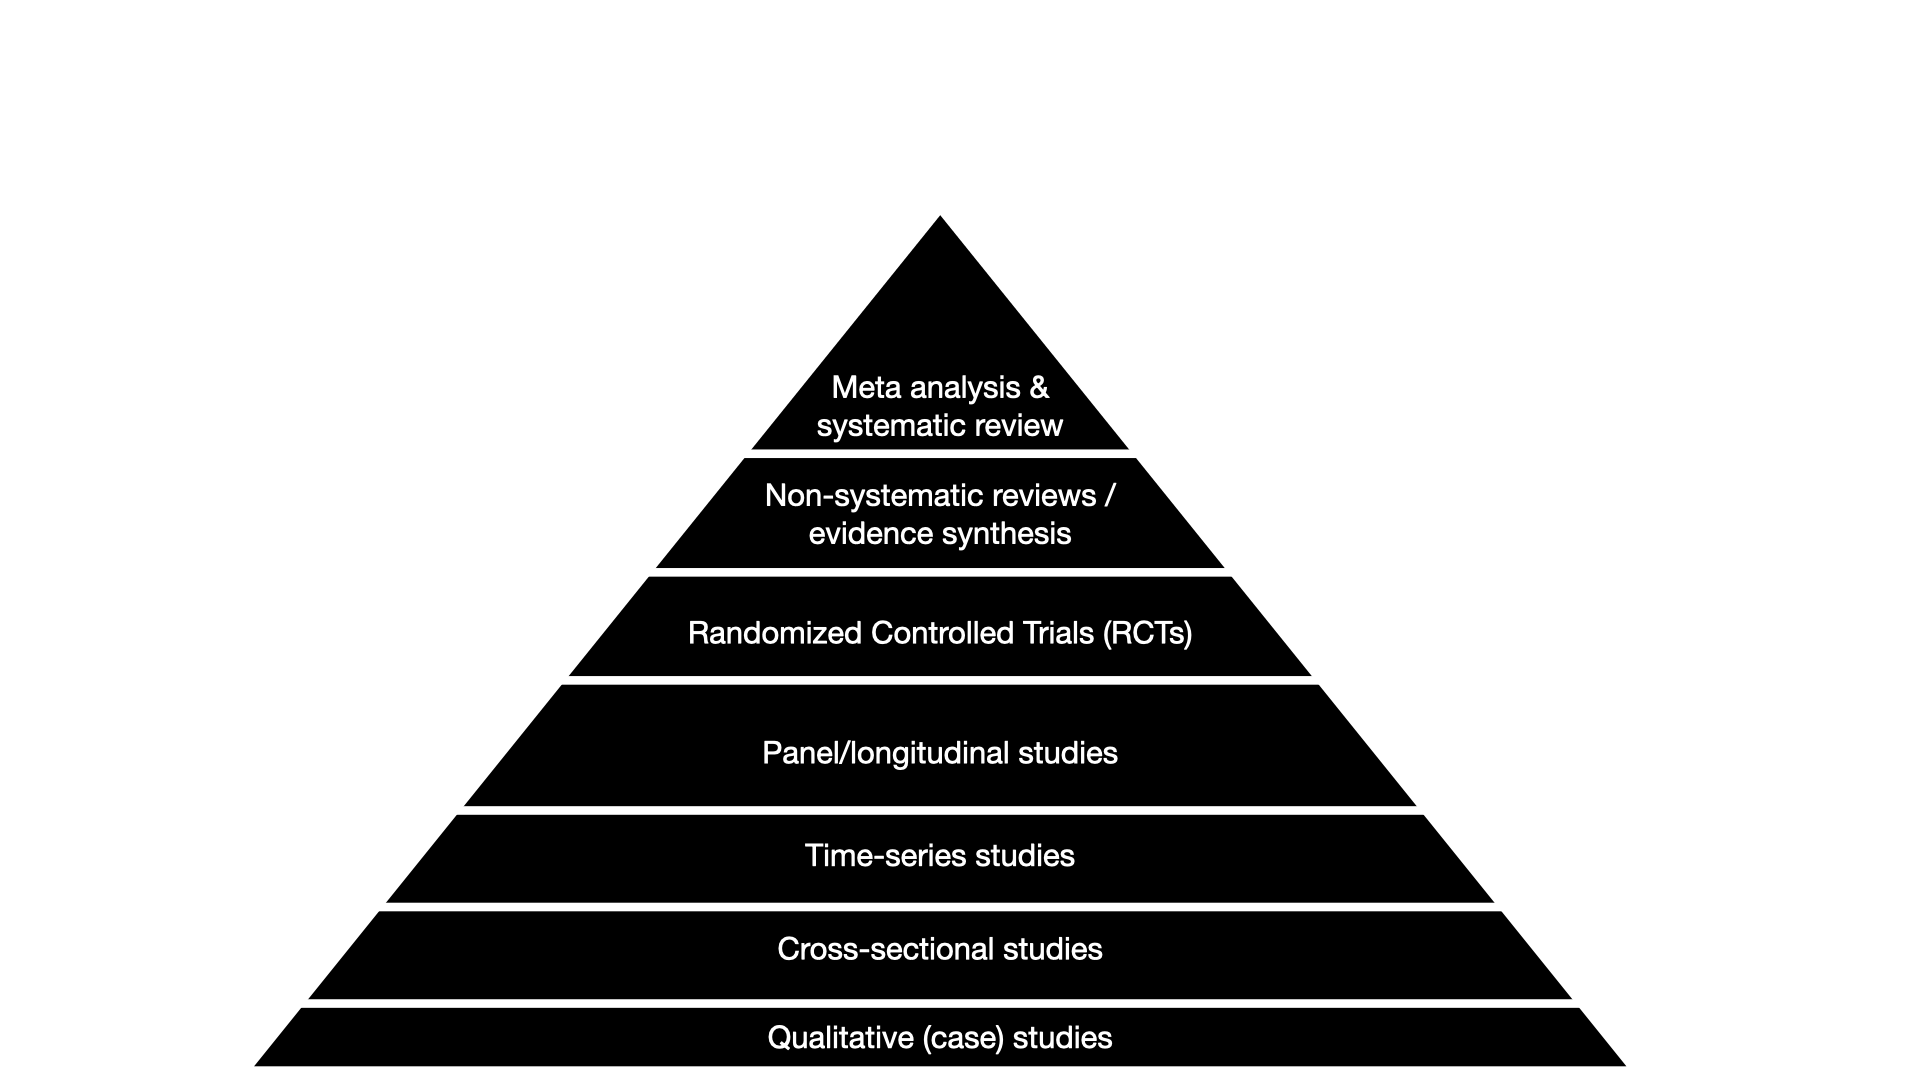 Meta analysis &
systematic review
Non-systematic reviews /
evidence synthesis
Randomized Controlled Trials (RCTs)
Panel/longitudinal studies
Time-series studies
Cross-sectional studies
Qualitative (case) studies